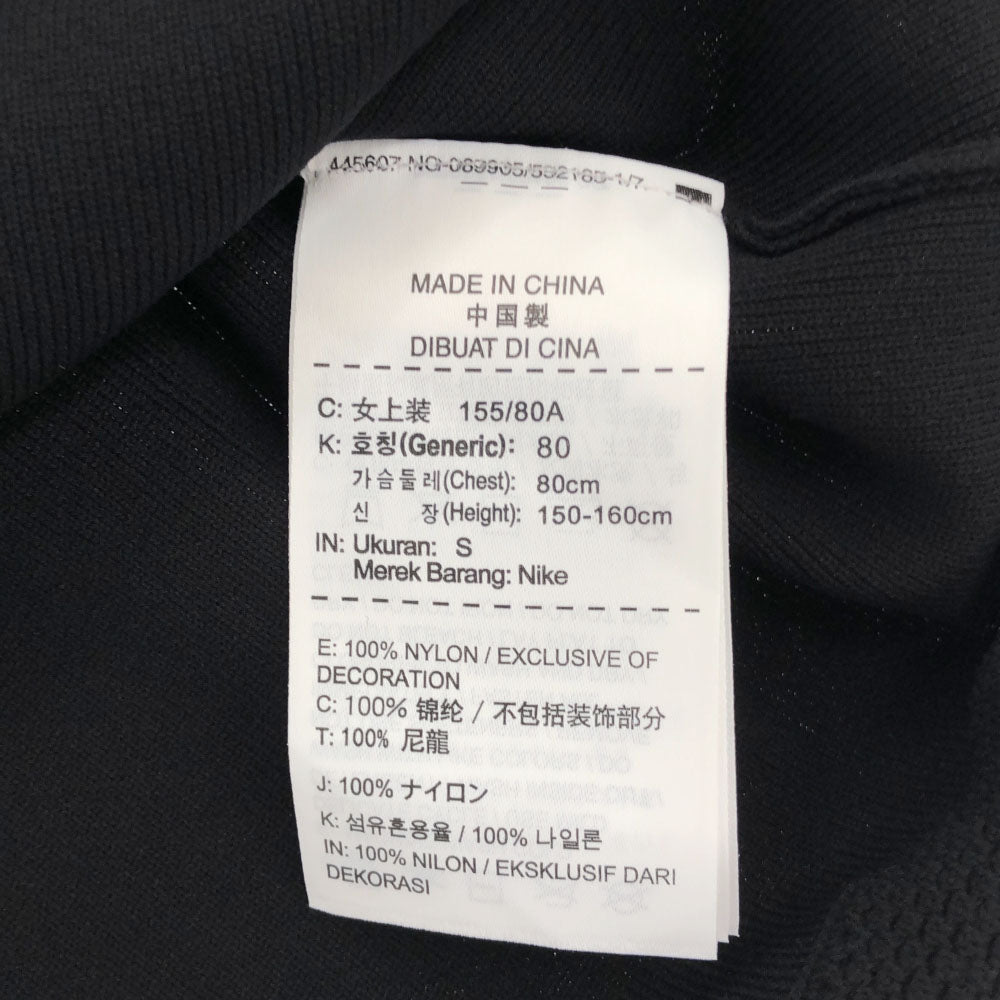 MADE IN CHINA
中国製
DIBUAT DI CINA
C: 女上装 155/80A
K: 호칭(Generic): 80
가슴둘레(Chest): 80cm
신 장(Height): 150-160cm
IN: Ukuran: S
Merek Barang: Nike
E: 100% NYLON / EXCLUSIVE OF
DECORATION
C: 100% 锦纶 / 不包括装饰部分
T: 100% 尼龍
J: 100% ナイロン
K: 섬유혼용율 / 100% 나일론
IN: 100% NILON / EKSKLUSIF DARI
DEKORASI